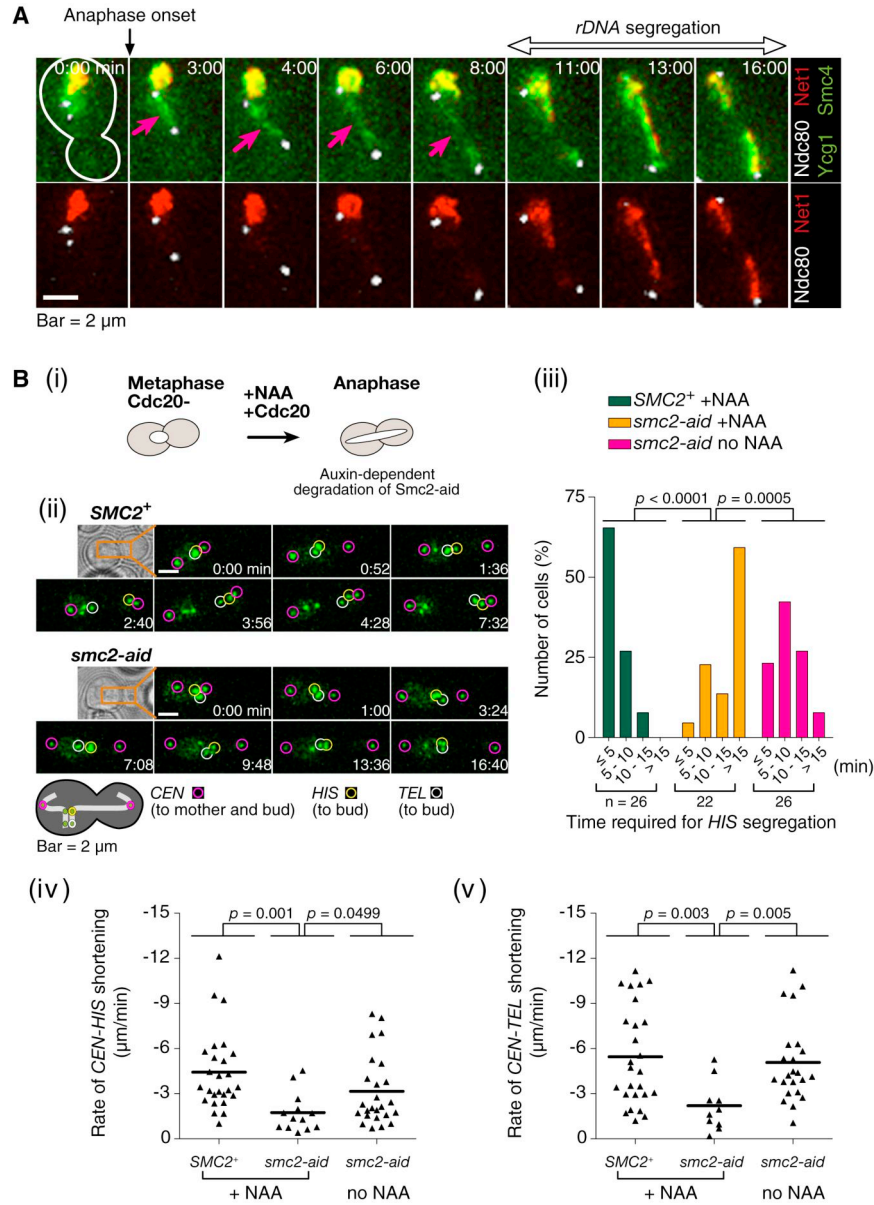 A
Anaphase onset
rDNA segregation
0:00 min
3:00
4:00
6:00
8:00
11:00
13:00
16:00
Ndc80 Net1
Ycg1 Smc4
Ndc80 Net1
Bar = 2 µm
B (i)
Metaphase
Cdc20-
+NAA
+Cdc20
Anaphase
Auxin-dependent
degradation of Smc2-aid
(ii)
SMC2+
0:00 min
0:52
1:36
2:40
3:56
4:28
7:32
smc2-aid
0:00 min
1:00
3:24
7:08
9:48
13:36
16:40
CEN
(to mother and bud)
HIS
(to bud)
TEL
(to bud)
Bar = 2 µm
(iii)
SMC2+ +NAA
smc2-aid +NAA
smc2-aid no NAA
p < 0.0001 p = 0.0005
Number of cells (%)
75
50
25
0
≤ 5
5 - 10
10 - 15
> 15
≤ 5
5 - 10
10 - 15
> 15
≤ 5
5 - 10
10 - 15
> 15
(min)
n = 26 22 26
Time required for HIS segregation
(iv)
Rate of CEN-HIS shortening
(µm/min)
-15
-12
-9
-6
-3
0
p = 0.001 p = 0.0499
SMC2+ smc2-aid smc2-aid
+ NAA no NAA
(v)
Rate of CEN-TEL shortening
(µm/min)
-15
-12
-9
-6
-3
0
p = 0.003 p = 0.005
SMC2+ smc2-aid smc2-aid
+ NAA no NAA